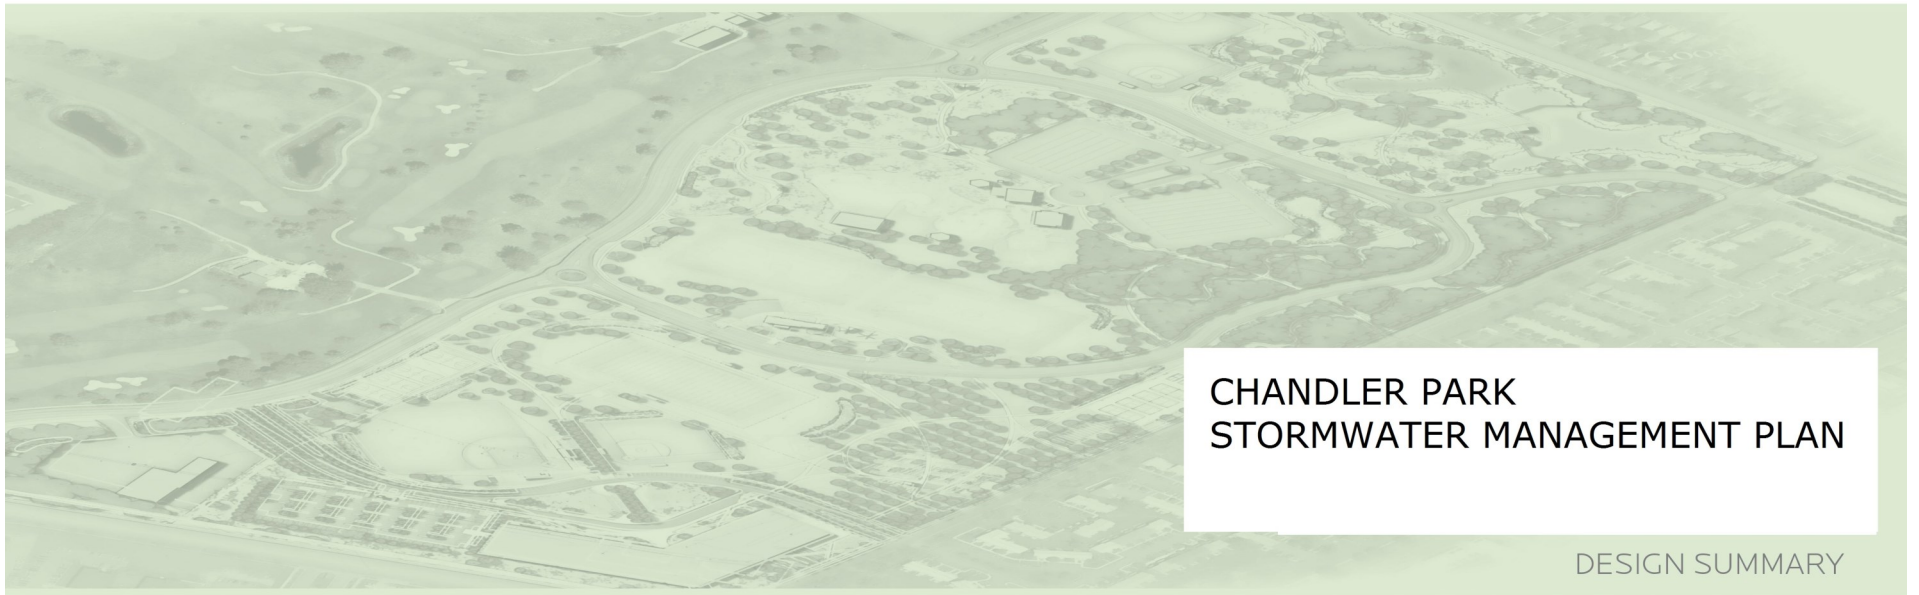 CHANDLER PARK
STORMWATER MANAGEMENT PLAN
DESIGN SUMMARY